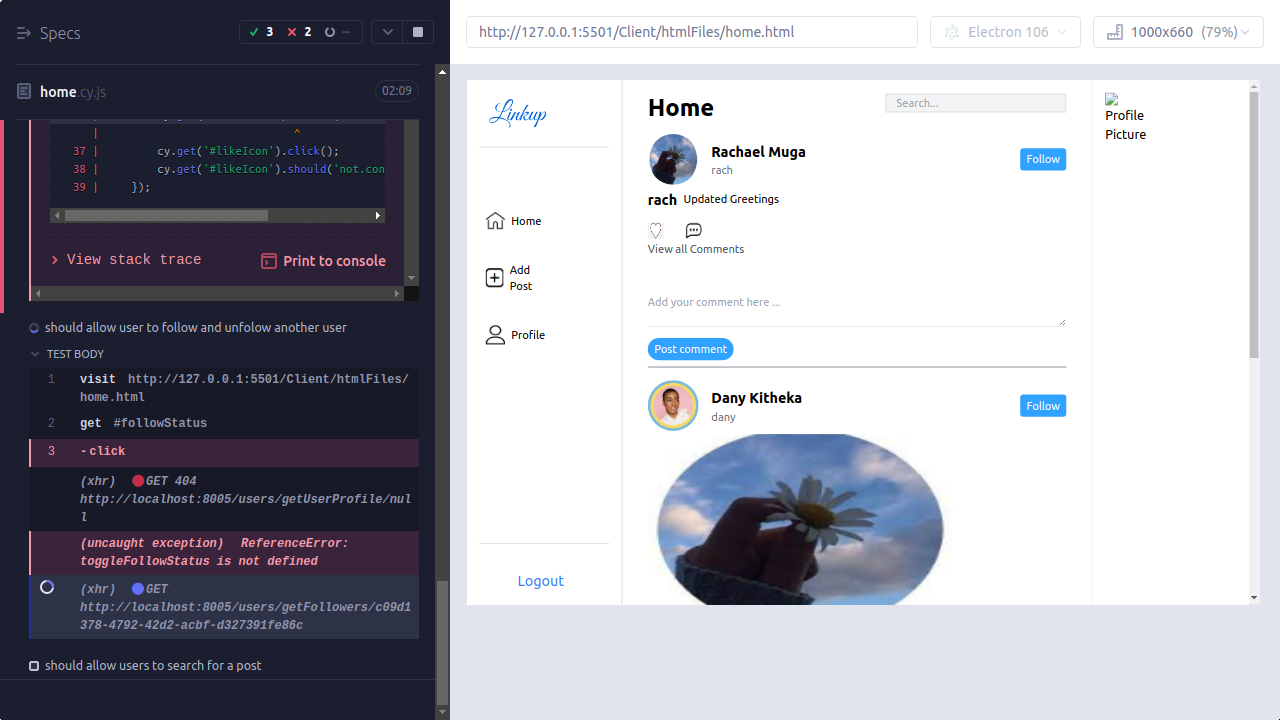 Specs
3
2
--
home.cy.js
02:09
|
^
37 | cy.get('#likeIcon').click();
38 | cy.get('#likeIcon').should('not.con
39 | });
View stack trace
Print to console
should allow user to follow and unfolow another user
TEST BODY
1 visit http://127.0.0.1:5501/Client/htmlFiles/
home.html
2 get #followStatus
3 -click
(xhr) GET 404
http://localhost:8005/users/getUserProfile/nul
l
(uncaught exception) ReferenceError:
toggleFollowStatus is not defined
(xhr) GET
http://localhost:8005/users/getFollowers/c09d1
378-4792-42d2-acbf-d327391fe86c
should allow users to search for a post
http://127.0.0.1:5501/Client/htmlFiles/home.html
Electron 106
1000x660 (79%)
Linkup
Home
Add
Post
Profile
Logout
Home
Search...
Rachael Muga
rach
Follow
rach Updated Greetings
View all Comments
Add your comment here ...
Post comment
Dany Kitheka
dany
Follow
Profile
Picture